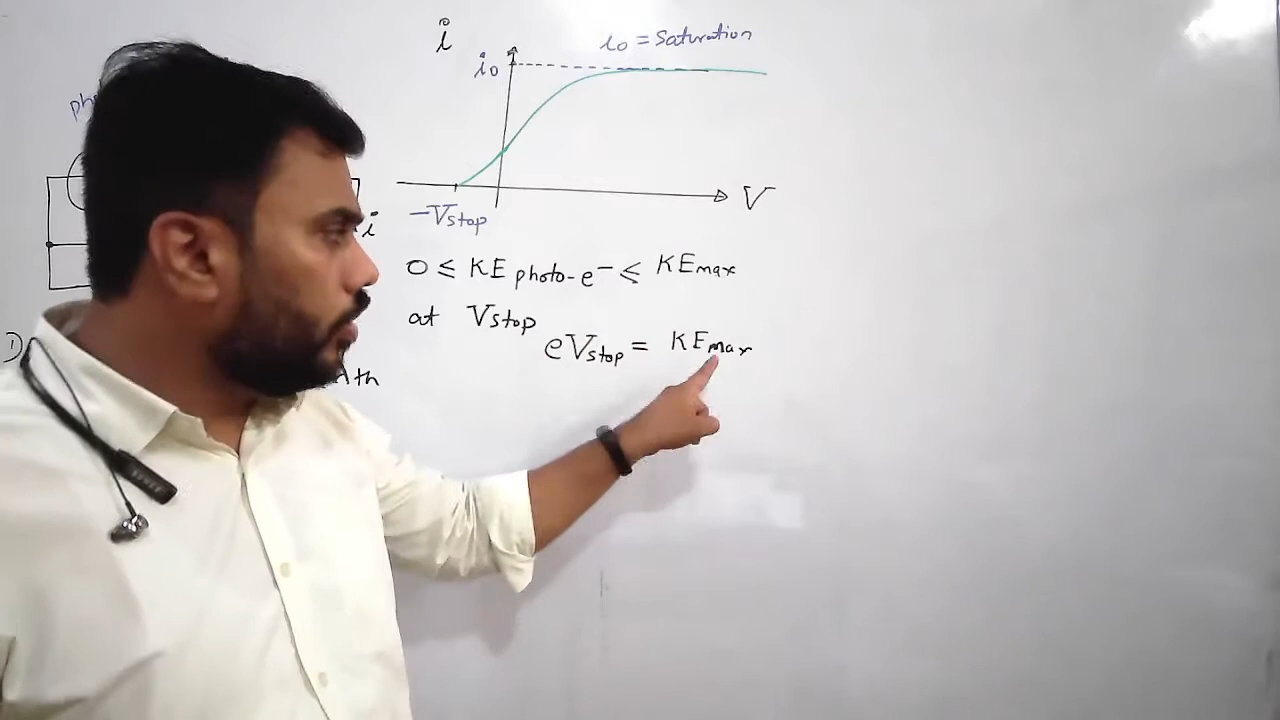 i
i₀ = Saturation
i₀
V
-Vstop
i
0 ≤ KE photo-e⁻ ≤ KEmax
at Vstop
eVstop = KEmax